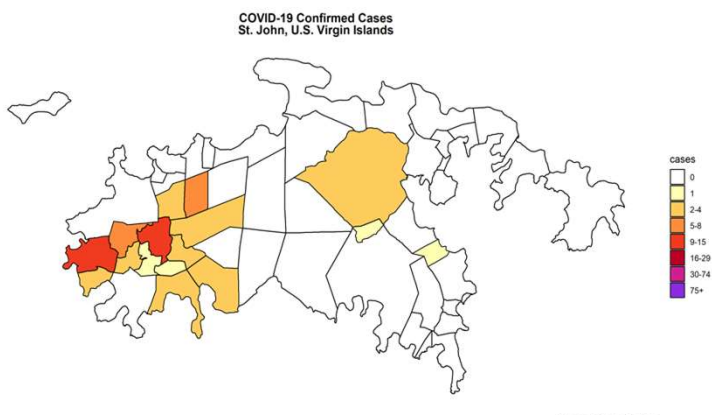 COVID-19 Confirmed Cases
St. John, U.S. Virgin Islands
cases
0
1
2-4
5-8
9-15
16-29
30-74
75+